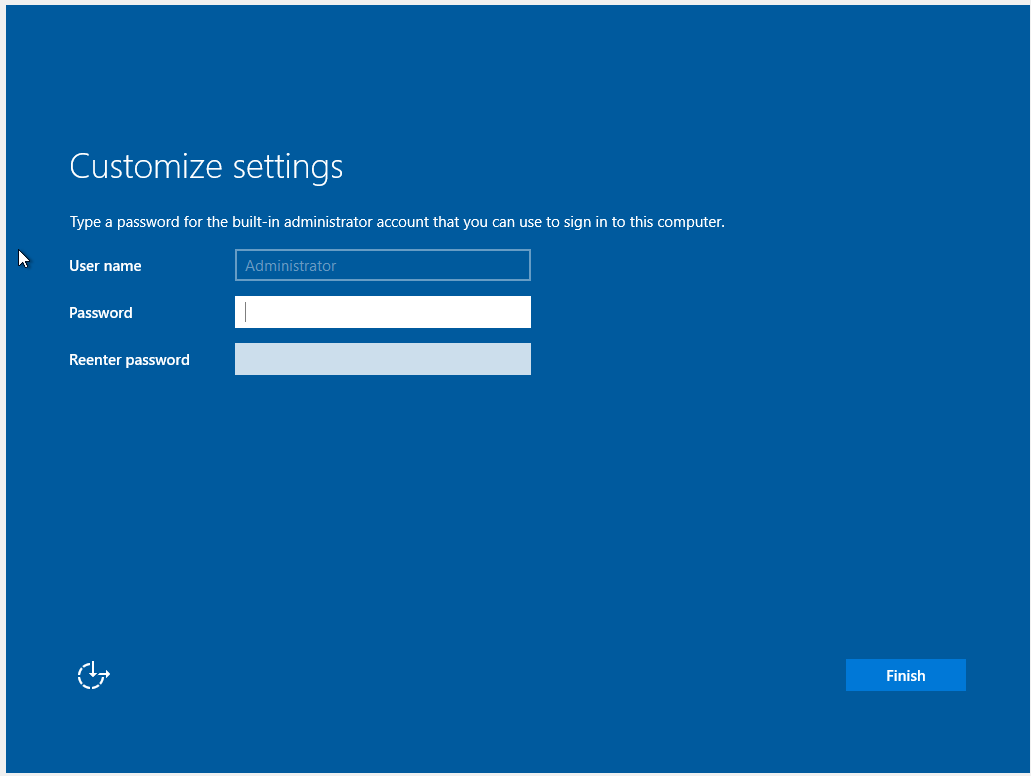 Customize settings
Type a password for the built-in administrator account that you can use to sign in to this computer.
User name
Administrator
Password
Reenter password
Finish